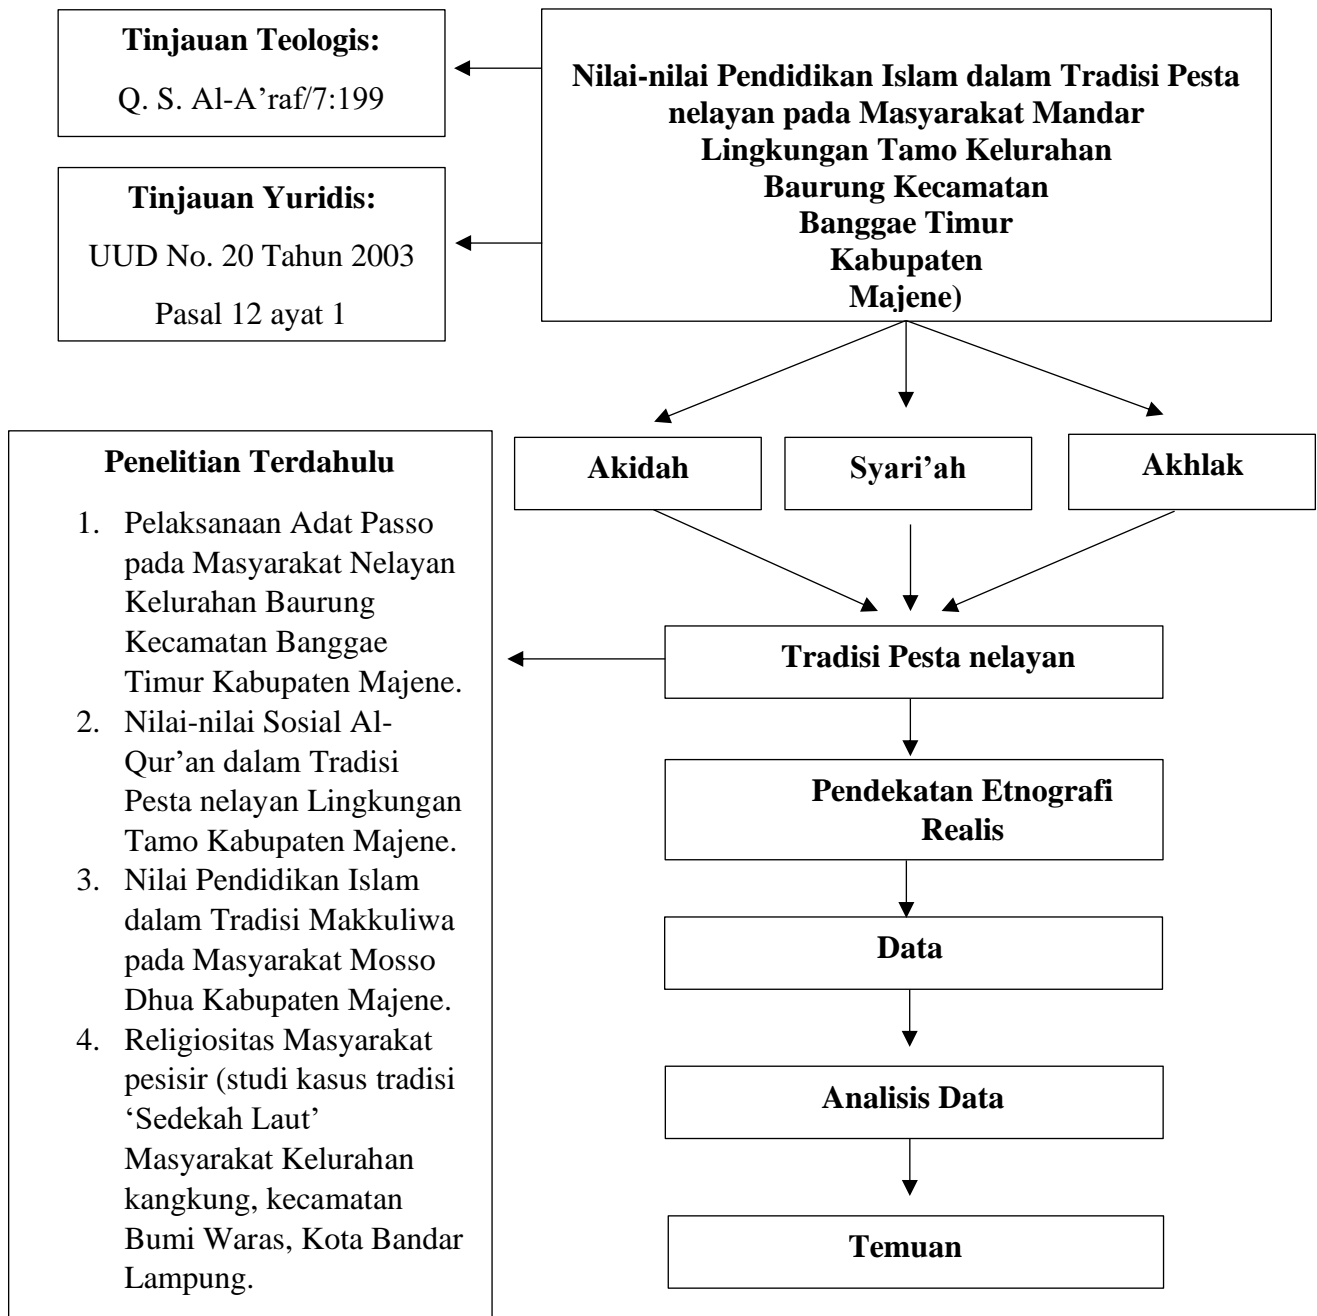 Tinjauan Teologis:
Q. S. Al-A’raf/7:199
Nilai-nilai Pendidikan Islam dalam Tradisi Pesta
nelayan pada Masyarakat Mandar
Lingkungan Tamo Kelurahan
Baurung Kecamatan
Banggae Timur
Kabupaten
Majene)
Tinjauan Yuridis:
UUD No. 20 Tahun 2003
Pasal 12 ayat 1
Akidah
Syari’ah
Akhlak
Penelitian Terdahulu
1. Pelaksanaan Adat Passo
pada Masyarakat Nelayan
Kelurahan Baurung
Kecamatan Banggae
Timur Kabupaten Majene.
2. Nilai-nilai Sosial Al-
Qur’an dalam Tradisi
Pesta nelayan Lingkungan
Tamo Kabupaten Majene.
3. Nilai Pendidikan Islam
dalam Tradisi Makkuliwa
pada Masyarakat Mosso
Dhua Kabupaten Majene.
4. Religiositas Masyarakat
pesisir (studi kasus tradisi
‘Sedekah Laut’
Masyarakat Kelurahan
kangkung, kecamatan
Bumi Waras, Kota Bandar
Lampung.
Tradisi Pesta nelayan
Pendekatan Etnografi
Realis
Data
Analisis Data
Temuan